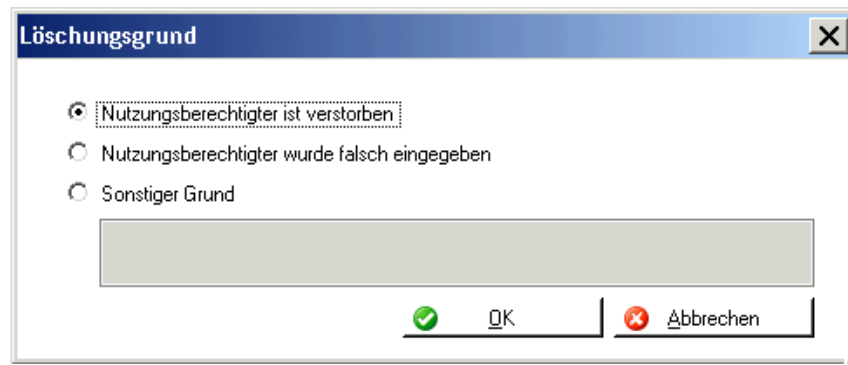 Löschungsgrund
Nutzungsberechtigter ist verstorben
Nutzungsberechtigter wurde falsch eingegeben
Sonstiger Grund
OK
Abbrechen